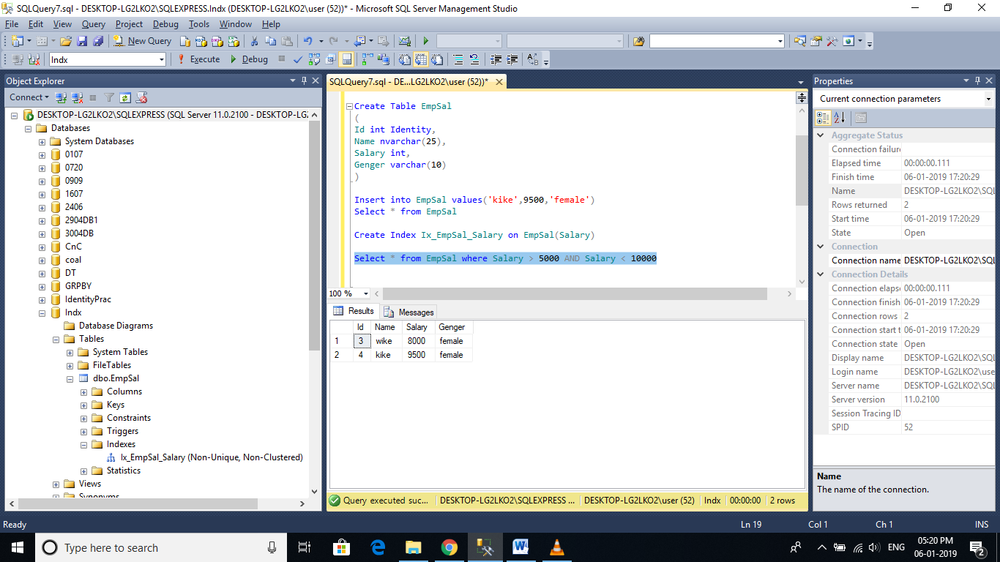 SQLQuery7.sql - DESKTOP-LG2LKO2\SQLEXPRESS.Indx (DESKTOP-LG2LKO2\user (52))* - Microsoft SQL Server Management Studio
File Edit View Query Project Debug Tools Window Help
New Query
Indx Execute Debug
Object Explorer
Connect
DESKTOP-LG2LKO2\SQLEXPRESS (SQL Server 11.0.2100 - DESKTOP-LG2
Databases
System Databases
0107
0720
0909
1607
2406
2904DB1
3004DB
CnC
coal
DT
GRPBY
IdentityPrac
Indx
Database Diagrams
Tables
System Tables
FileTables
dbo.EmpSal
Columns
Keys
Constraints
Triggers
Indexes
Ix_EmpSal_Salary (Non-Unique, Non-Clustered)
Statistics
Views
Synonyms
SQLQuery7.sql - DE...LG2LKO2\user (52))*
Create Table EmpSal
(
Id int Identity,
Name nvarchar(25),
Salary int,
Genger varchar(10)
)
Insert into EmpSal values('kike',9500,'female')
Select * from EmpSal
Create Index Ix_EmpSal_Salary on EmpSal(Salary)
Select * from EmpSal where Salary > 5000 AND Salary < 10000
100 %
Results Messages
Id Name Salary Genger
1 3 wike 8000 female
2 4 kike 9500 female
Query executed suc... DESKTOP-LG2LKO2\SQLEXPRESS ... DESKTOP-LG2LKO2\user (52) Indx 00:00:00 2 rows
Properties
Current connection parameters
Aggregate Status
Connection failure
Elapsed time 00:00:00.111
Finish time 06-01-2019 17:20:29
Name DESKTOP-LG2LKO2\SQL
Rows returned 2
Start time 06-01-2019 17:20:29
State Open
Connection
Connection name DESKTOP-LG2LKO2\SQL
Connection Details
Connection elaps 00:00:00.111
Connection finish 06-01-2019 17:20:29
Connection rows 2
Connection start t 06-01-2019 17:20:29
Connection state Open
Display name DESKTOP-LG2LKO2\SQL
Login name DESKTOP-LG2LKO2\use
Server name DESKTOP-LG2LKO2\SQL
Server version 11.0.2100
Session Tracing ID
SPID 52
Name
The name of the connection.
Ready Ln 19 Col 1 Ch 1 INS
Type here to search
ENG
05:20 PM
06-01-2019
2